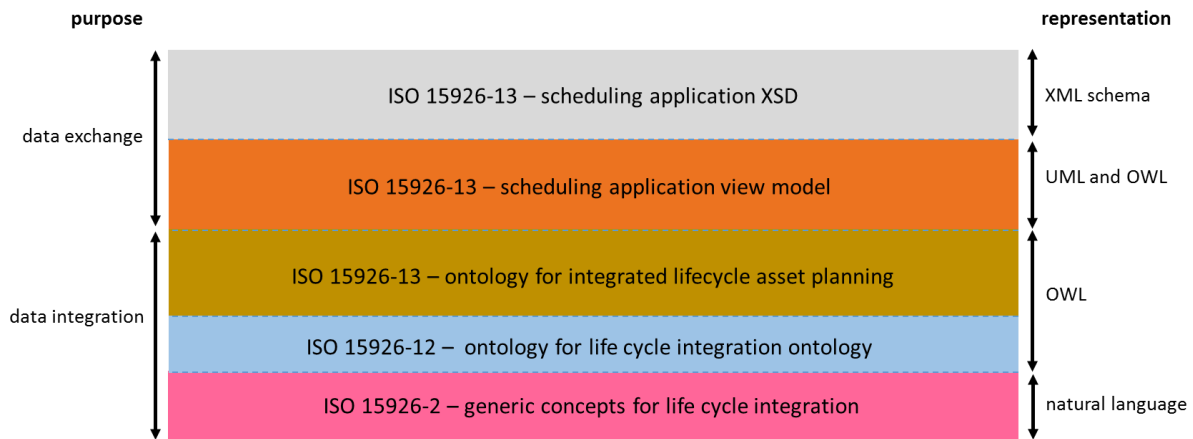 purpose
representation
ISO 15926-13 – scheduling application XSD
XML schema
data exchange
ISO 15926-13 – scheduling application view model
UML and OWL
ISO 15926-13 – ontology for integrated lifecycle asset planning
OWL
data integration
ISO 15926-12 – ontology for life cycle integration ontology
ISO 15926-2 – generic concepts for life cycle integration
natural language